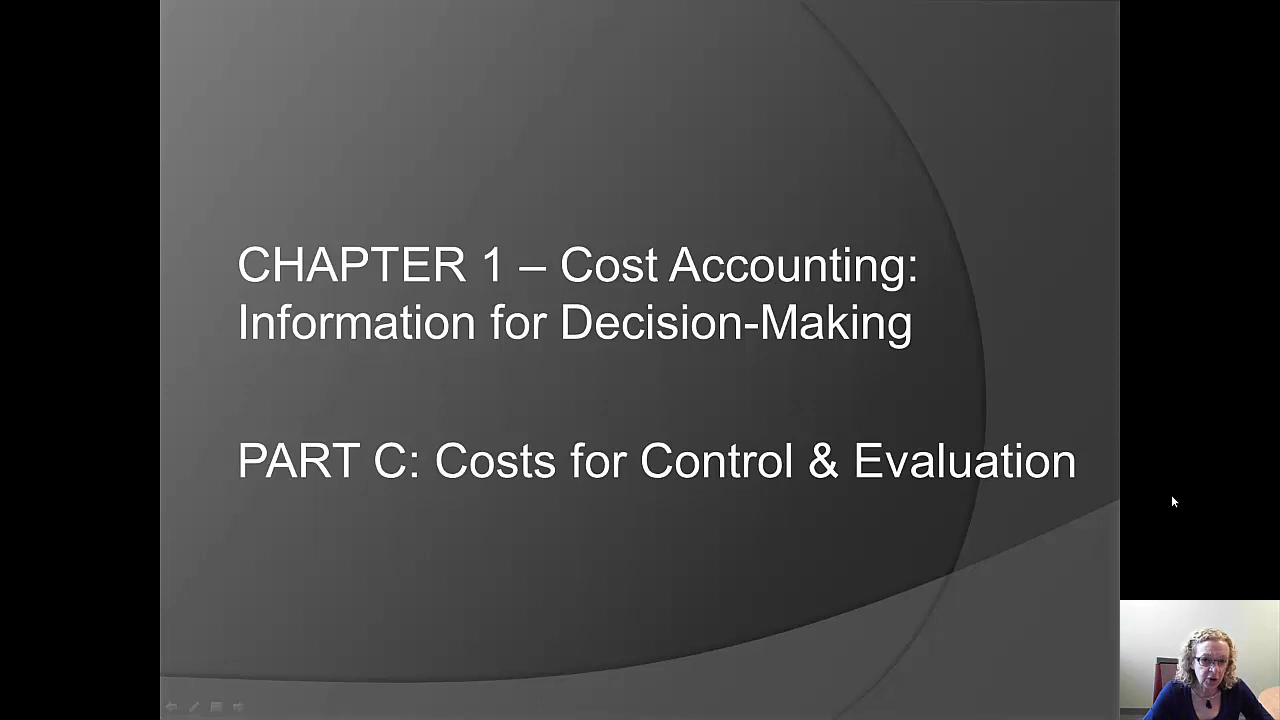 CHAPTER 1 – Cost Accounting:
Information for Decision-Making
PART C: Costs for Control & Evaluation